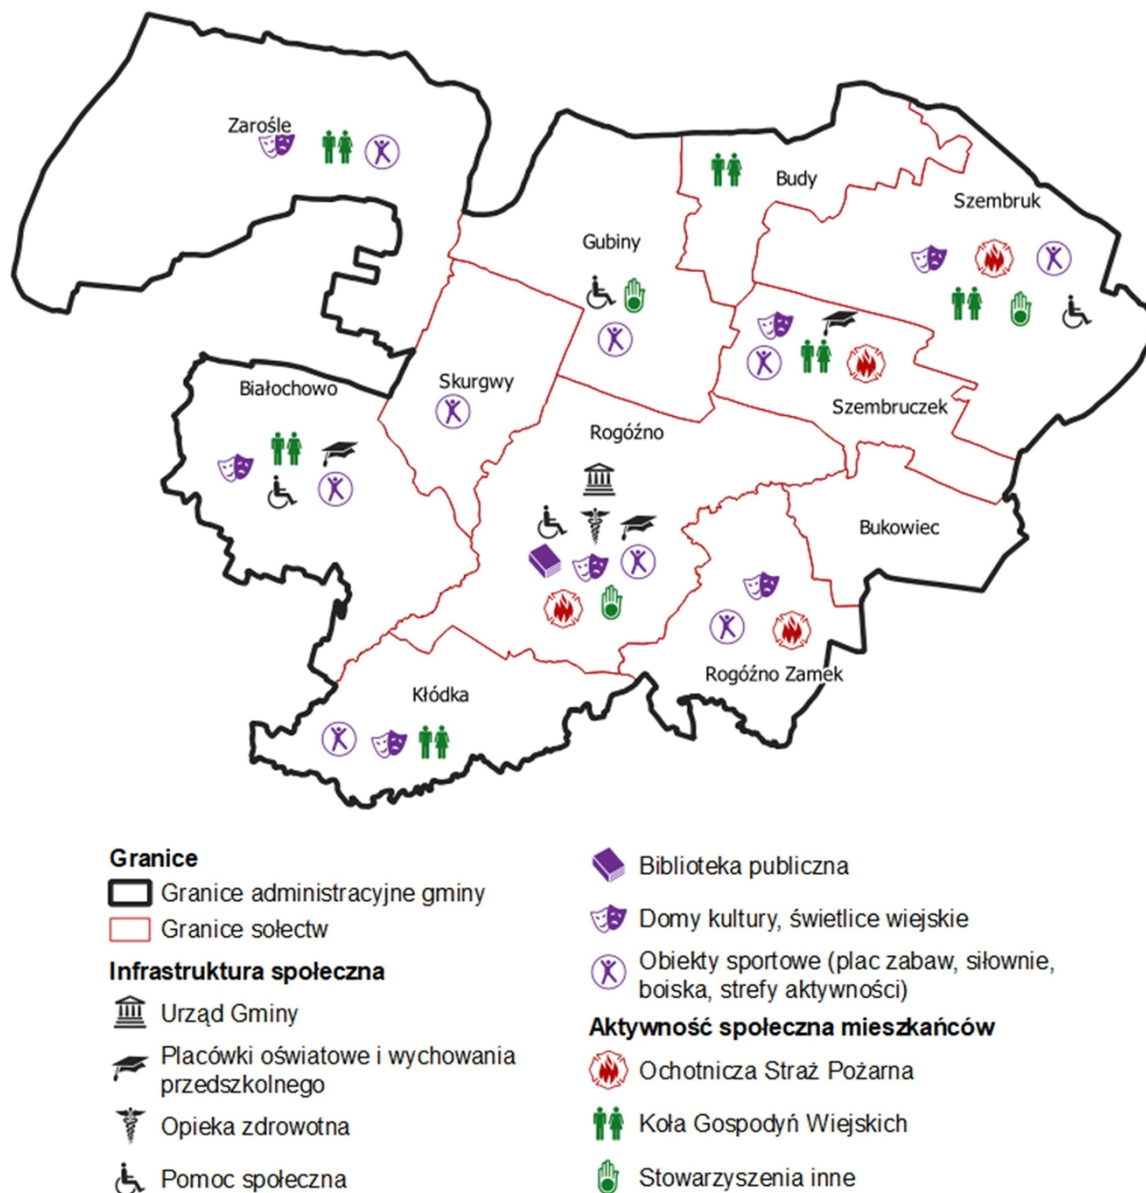 Zarośle
Budy
Szembruk
Gubiny
Skurgwy
Białochowo
Szembruczek
Rogóźno
Bukowiec
Rogóźno Zamek
Kłódka
Granice
Granice administracyjne gminy
Granice sołectw
Infrastruktura społeczna
Urząd Gminy
Placówki oświatowe i wychowania
przedszkolnego
Opieka zdrowotna
Pomoc społeczna
Biblioteka publiczna
Domy kultury, świetlice wiejskie
Obiekty sportowe (plac zabaw, siłownie,
boiska, strefy aktywności)
Aktywność społeczna mieszkańców
Ochotnicza Straż Pożarna
Koła Gospodyń Wiejskich
Stowarzyszenia inne